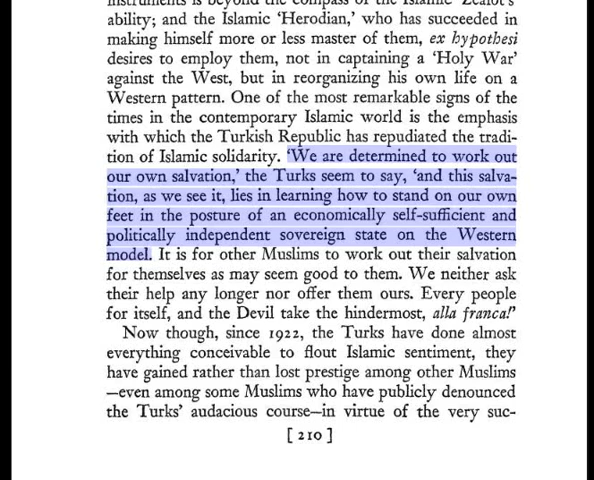 instruments is beyond the compass of the Islamic 'Zealot's'
ability; and the Islamic 'Herodian,' who has succeeded in
making himself more or less master of them, ex hypothesi
desires to employ them, not in captaining a 'Holy War'
against the West, but in reorganizing his own life on a
Western pattern. One of the most remarkable signs of the
times in the contemporary Islamic world is the emphasis
with which the Turkish Republic has repudiated the tradi-
tion of Islamic solidarity. 'We are determined to work out
our own salvation,' the Turks seem to say, 'and this salva-
tion, as we see it, lies in learning how to stand on our own
feet in the posture of an economically self-sufficient and
politically independent sovereign state on the Western
model. It is for other Muslims to work out their salvation
for themselves as may seem good to them. We neither ask
their help any longer nor offer them ours. Every people
for itself, and the Devil take the hindermost, alla franca!'
Now though, since 1922, the Turks have done almost
everything conceivable to flout Islamic sentiment, they
have gained rather than lost prestige among other Muslims
—even among some Muslims who have publicly denounced
the Turks' audacious course—in virtue of the very suc-
[ 210 ]